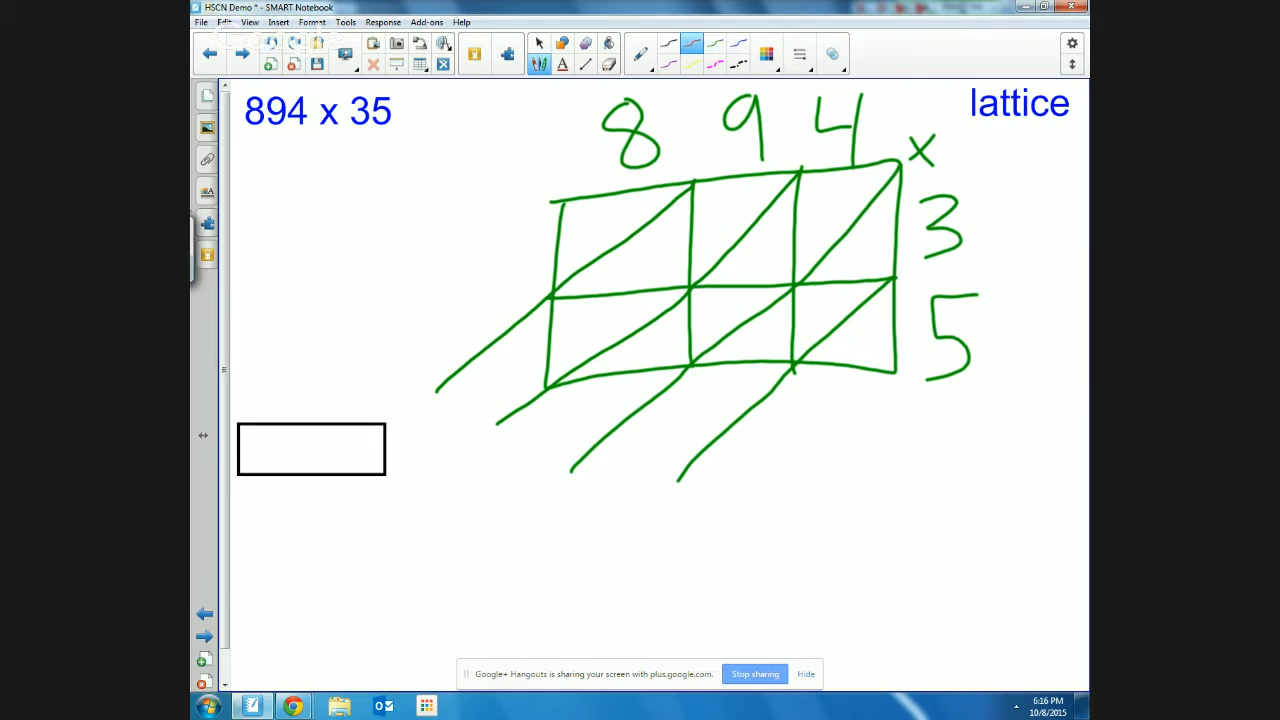 HSCN Demo * - SMART Notebook
File Edit View Insert Format Tools Response Add-ons Help
894 x 35
lattice
8 9 4 x
3
5
Google+ Hangouts is sharing your screen with plus.google.com. Stop sharing Hide
6:16 PM
10/8/2015